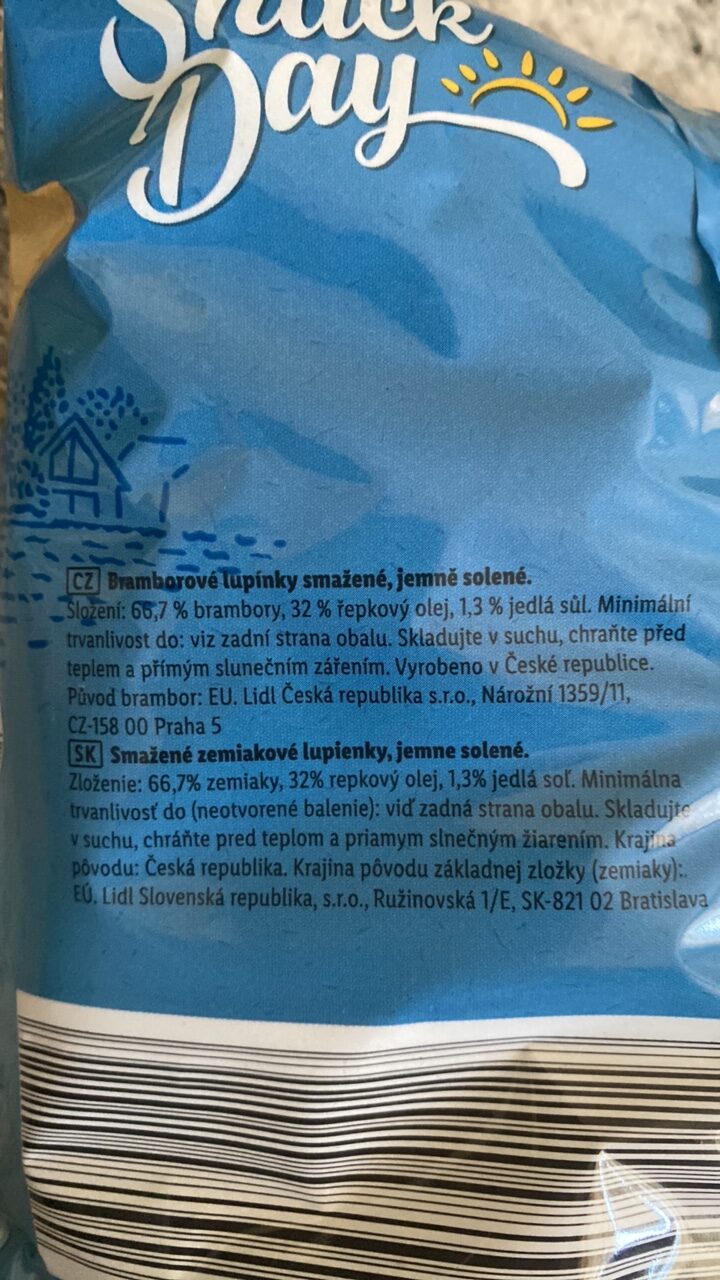 Snack
Day
CZ Bramborové lupínky smažené, jemně solené.
Složení: 66,7 % brambory, 32 % řepkový olej, 1,3 % jedlá sůl. Minimální
trvanlivost do: viz zadní strana obalu. Skladujte v suchu, chraňte před
teplem a přímým slunečním zářením. Vyrobeno v České republice.
Původ brambor: EU. Lidl Česká republika s.r.o., Nárožní 1359/11,
CZ-158 00 Praha 5
SK Smažené zemiakové lupienky, jemne solené.
Zloženie: 66,7% zemiaky, 32% repkový olej, 1,3% jedlá soľ. Minimálna
trvanlivosť do (neotvorené balenie): viď zadná strana obalu. Skladujte
v suchu, chráňte pred teplom a priamym slnečným žiarením. Krajina
pôvodu: Česká republika. Krajina pôvodu základnej zložky (zemiaky):.
EÚ. Lidl Slovenská republika, s.r.o., Ružinovská 1/E, SK-821 02 Bratislava